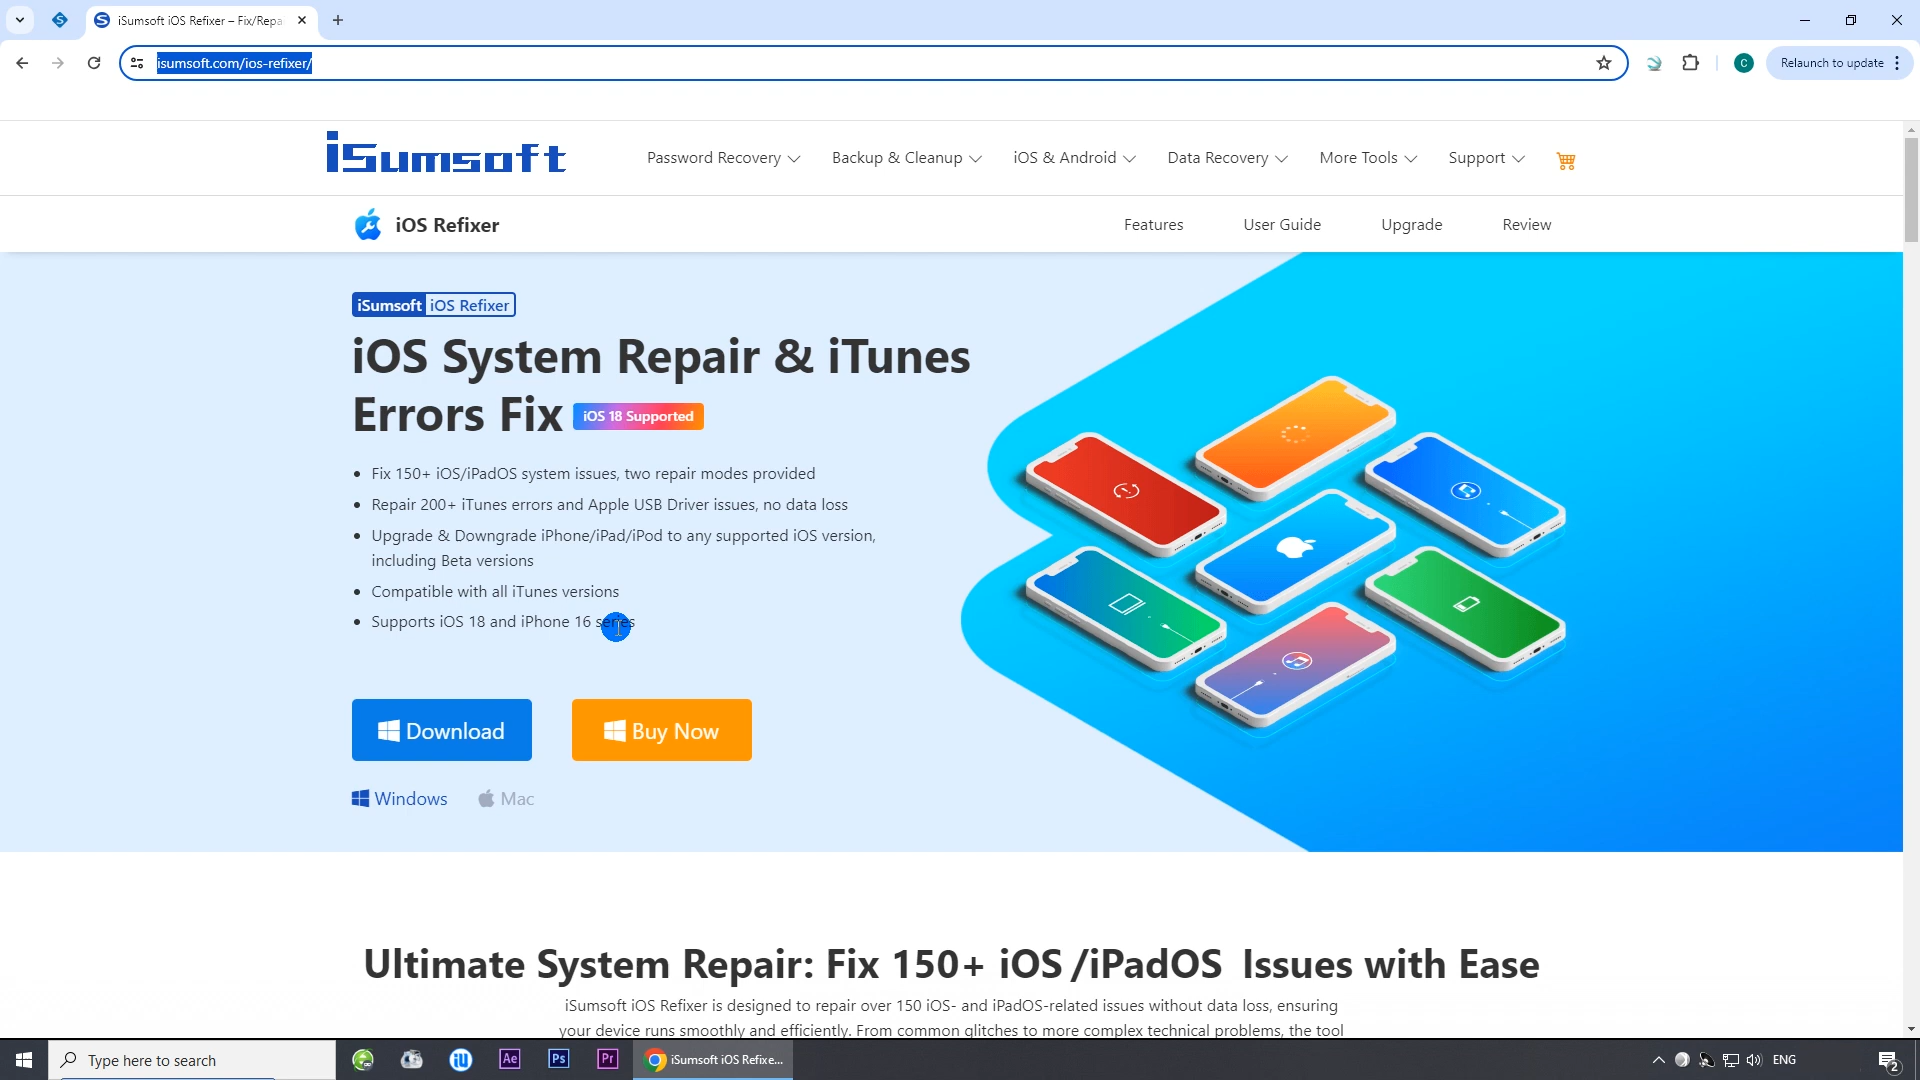 iSumsoft iOS Refixer – Fix/Repa
isumsoft.com/ios-refixer/
C
Relaunch to update
iSumsoft
Password Recovery
Backup & Cleanup
iOS & Android
Data Recovery
More Tools
Support
iOS Refixer
Features
User Guide
Upgrade
Review
iSumsoft iOS Refixer
iOS System Repair & iTunes
Errors Fix iOS 18 Supported
Fix 150+ iOS/iPadOS system issues, two repair modes provided
Repair 200+ iTunes errors and Apple USB Driver issues, no data loss
Upgrade & Downgrade iPhone/iPad/iPod to any supported iOS version,
including Beta versions
Compatible with all iTunes versions
Supports iOS 18 and iPhone 16 series
Download
Buy Now
Windows
Mac
Ultimate System Repair: Fix 150+ iOS /iPadOS Issues with Ease
iSumsoft iOS Refixer is designed to repair over 150 iOS- and iPadOS-related issues without data loss, ensuring
your device runs smoothly and efficiently. From common glitches to more complex technical problems, the tool
Type here to search
iU
Ae
Ps
Pr
iSumsoft iOS Refixe...
ENG
2